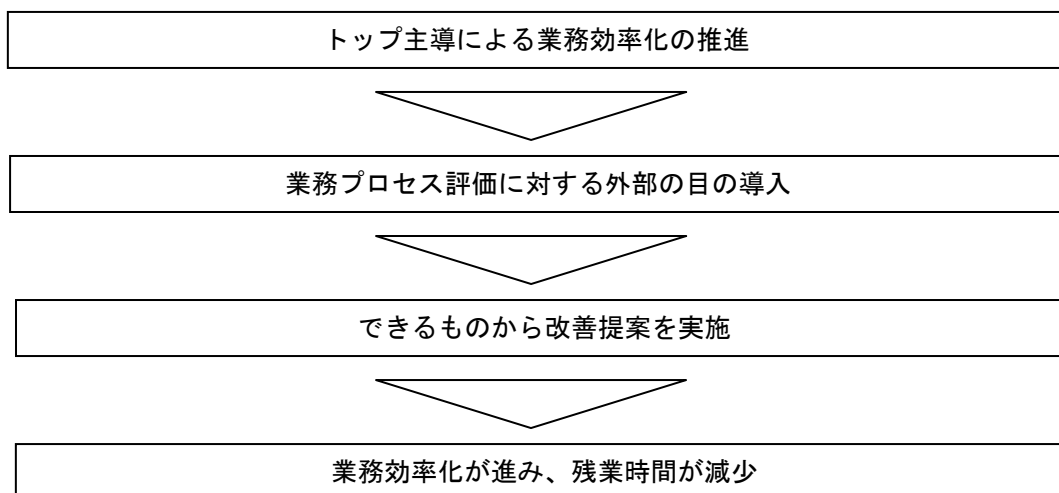 トップ主導による業務効率化の推進
業務プロセス評価に対する外部の目の導入
できるものから改善提案を実施
業務効率化が進み、残業時間が減少